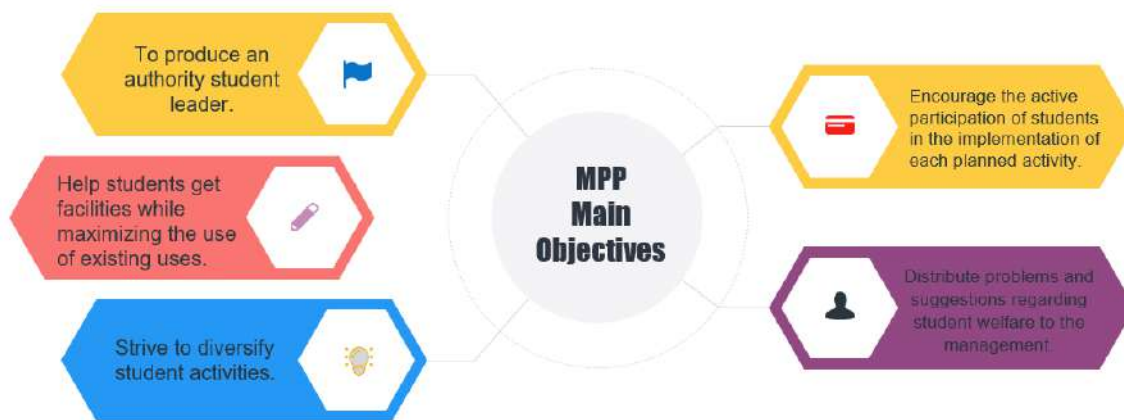 To produce an
authority student
leader.
Help students get
facilities while
maximizing the use
of existing uses.
Strive to diversify
student activities.
MPP
Main
Objectives
Encourage the active
participation of students
in the implementation of
each planned activity.
Distribute problems and
suggestions regarding
student welfare to the
management.